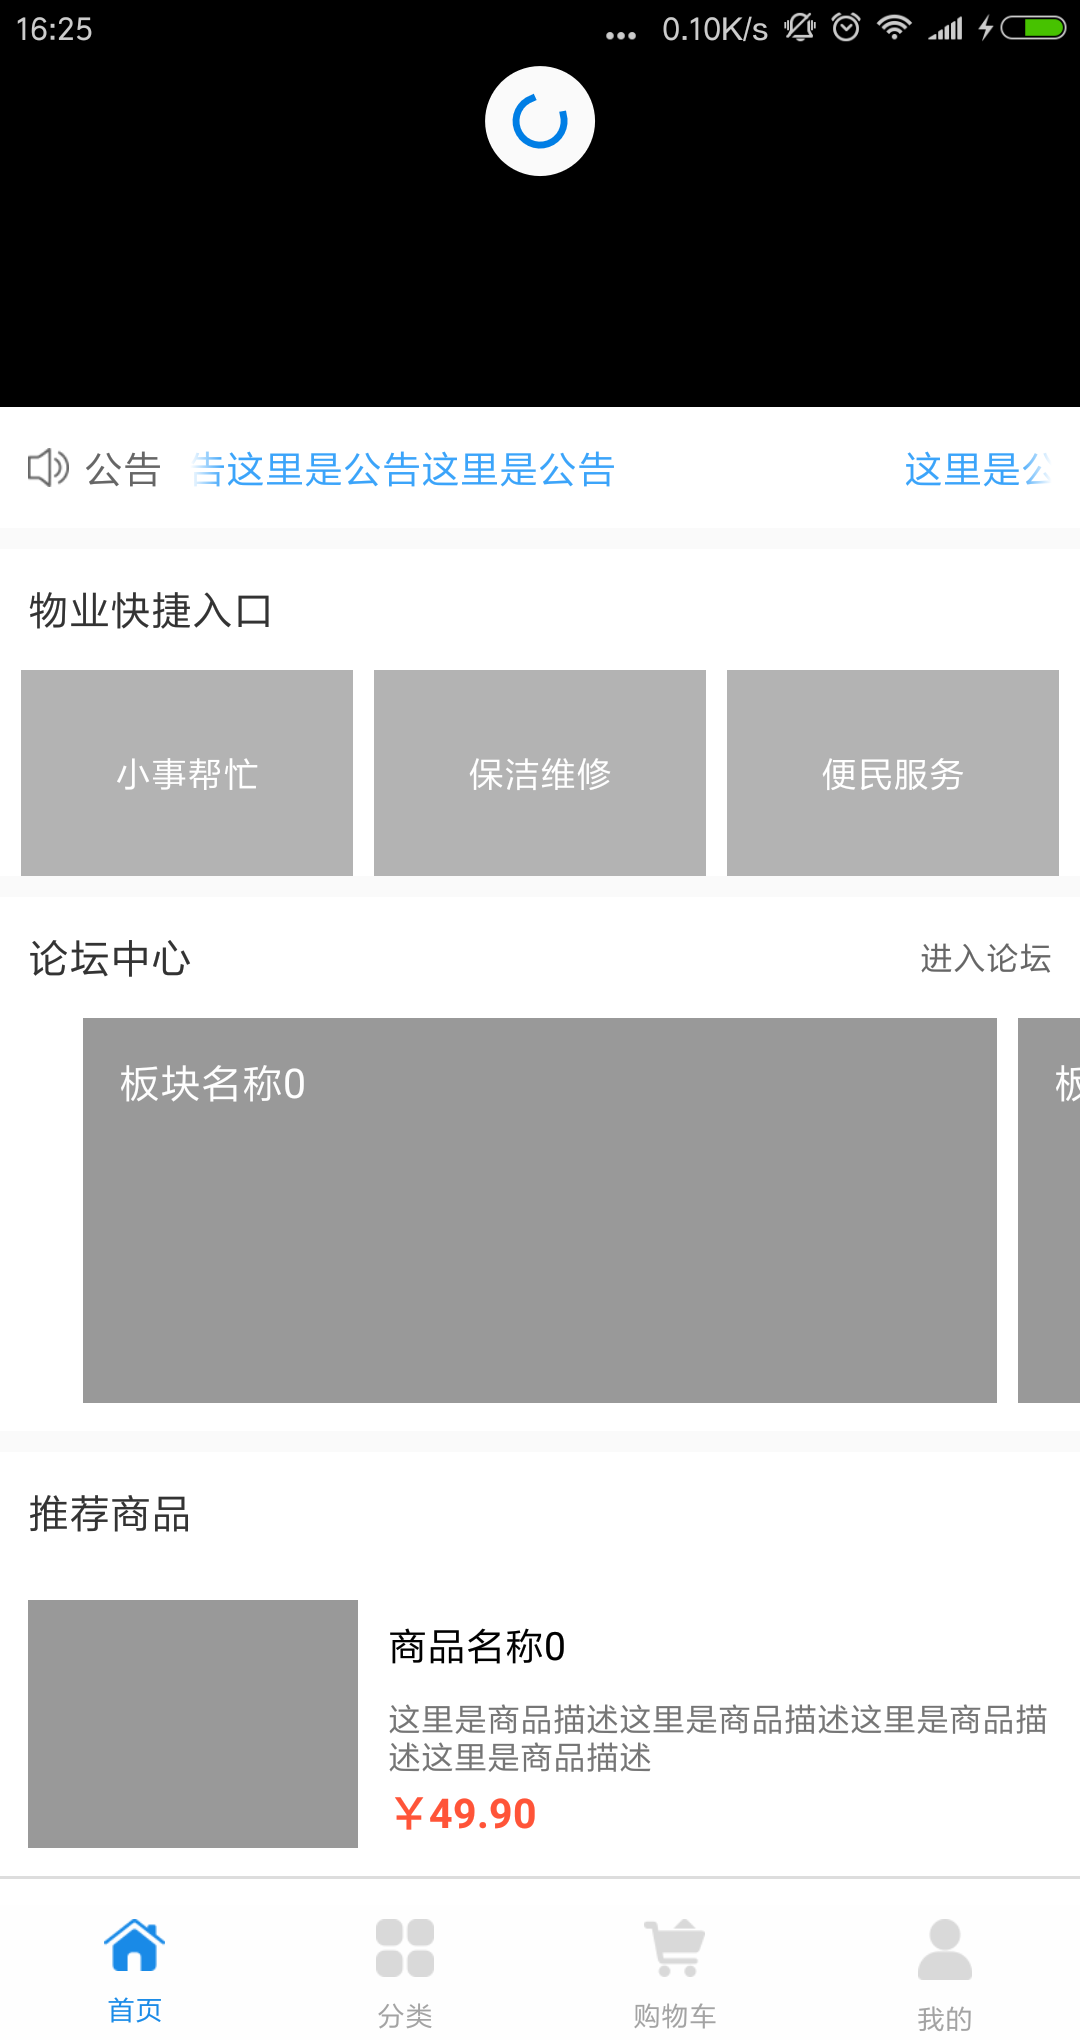 16:25
... 0.10K/s
公告 告这里是公告这里是公告 这里是公
物业快捷入口
小事帮忙 保洁维修 便民服务
论坛中心 进入论坛
板块名称0 板
推荐商品
商品名称0
这里是商品描述这里是商品描述这里是商品描
述这里是商品描述
￥49.90
首页 分类 购物车 我的